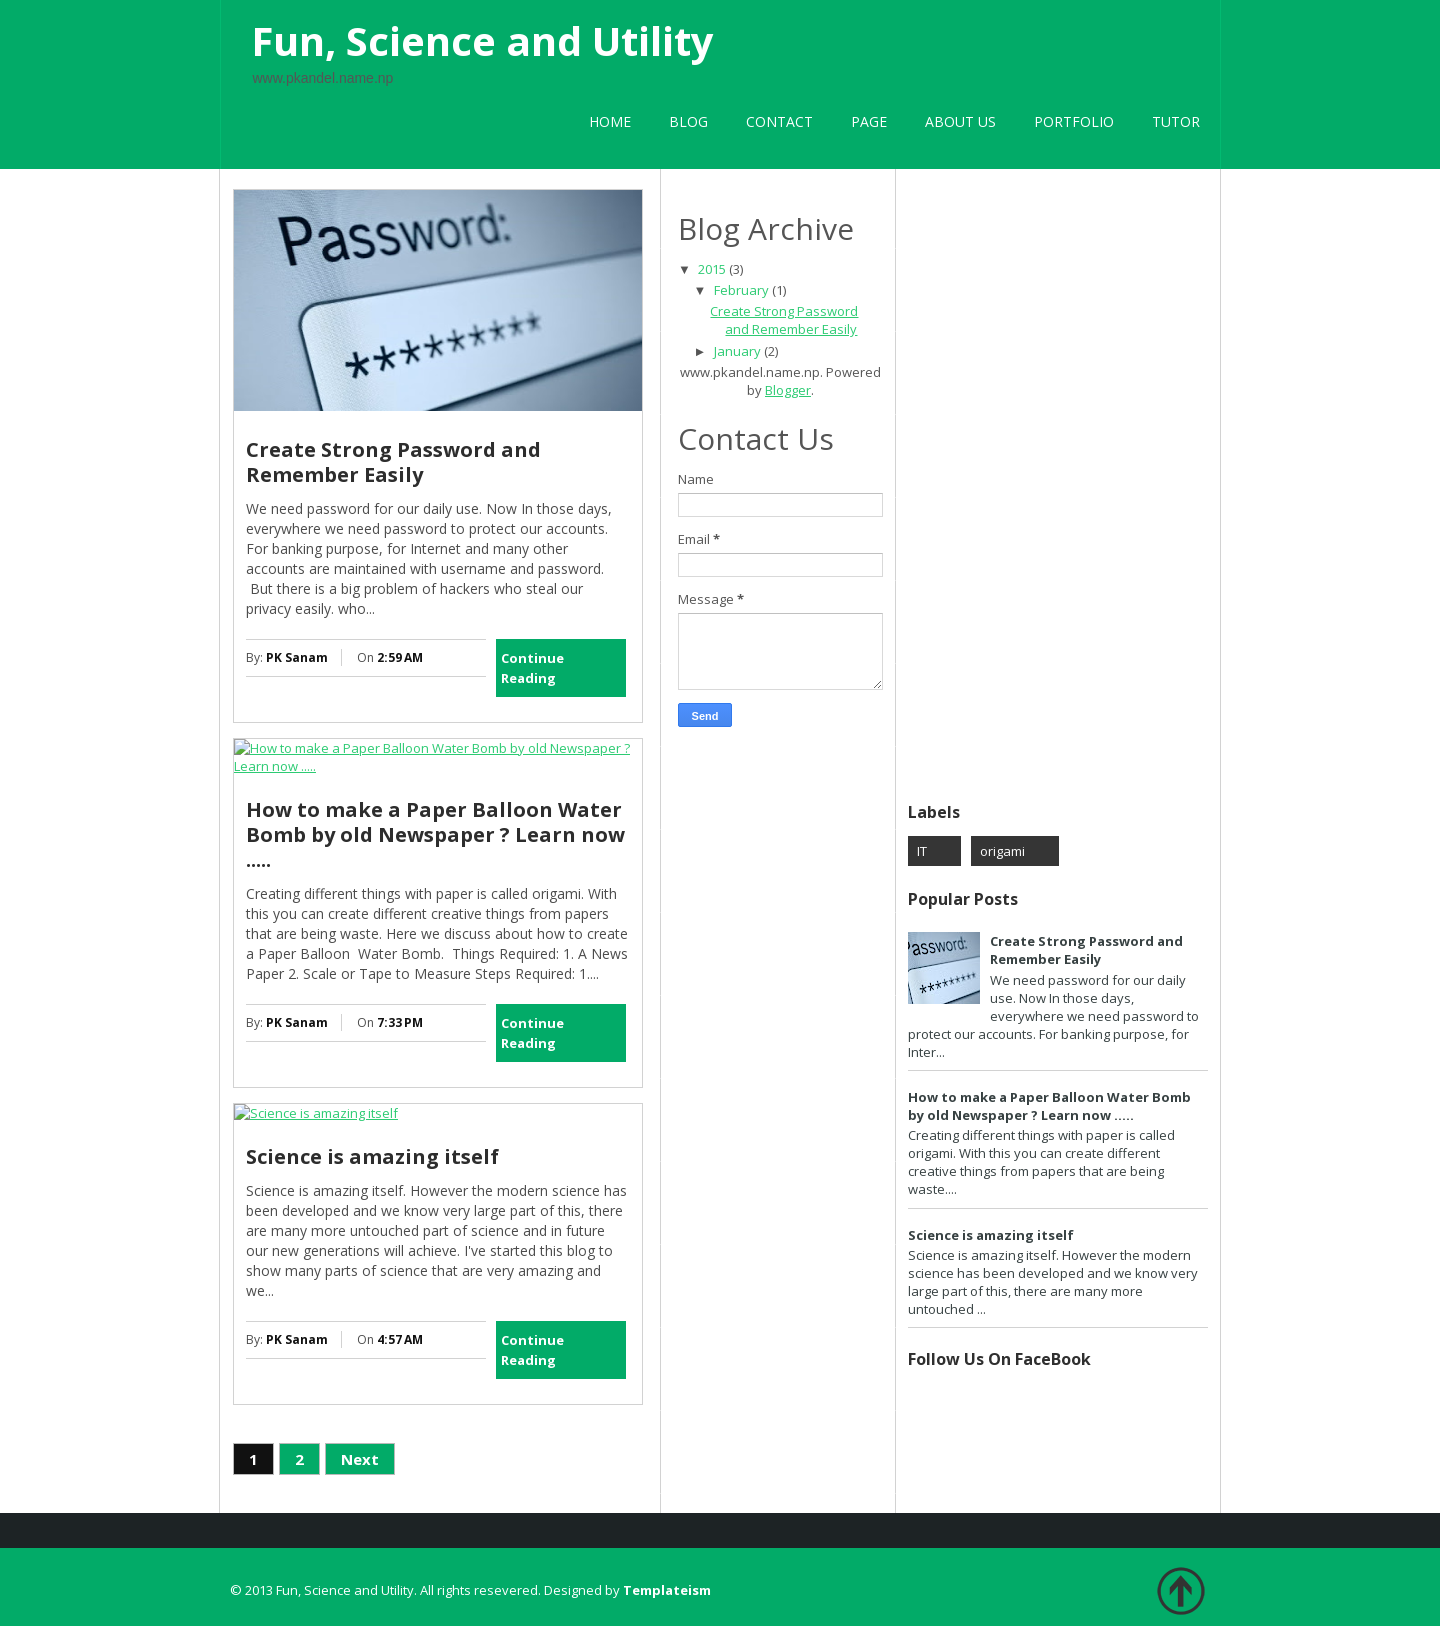 Fun, Science and Utility
www.pkandel.name.np
HOME BLOG CONTACT PAGE ABOUT US PORTFOLIO TUTOR
Password:
********
Create Strong Password and
Remember Easily
We need password for our daily use. Now In those days,
everywhere we need password to protect our accounts.
For banking purpose, for Internet and many other
accounts are maintained with username and password.
But there is a big problem of hackers who steal our
privacy easily. who...
By: PK Sanam On 2:59 AM
Continue
Reading
How to make a Paper Balloon Water Bomb by old Newspaper ?
Learn now .....
How to make a Paper Balloon Water
Bomb by old Newspaper ? Learn now
.....
Creating different things with paper is called origami. With
this you can create different creative things from papers
that are being waste. Here we discuss about how to create
a Paper Balloon  Water Bomb.  Things Required: 1. A News
Paper 2. Scale or Tape to Measure Steps Required: 1....
By: PK Sanam On 7:33 PM
Continue
Reading
Science is amazing itself
Science is amazing itself
Science is amazing itself. However the modern science has
been developed and we know very large part of this, there
are many more untouched part of science and in future
our new generations will achieve. I've started this blog to
show many parts of science that are very amazing and
we...
By: PK Sanam On 4:57 AM
Continue
Reading
1 2 Next
Blog Archive
▼ 2015 (3)
▼ February (1)
Create Strong Password
and Remember Easily
► January (2)
www.pkandel.name.np. Powered
by Blogger.
Contact Us
Name
Email *
Message *
Send
Labels
IT origami
Popular Posts
Password:
*********
Create Strong Password and
Remember Easily
We need password for our daily
use. Now In those days,
everywhere we need password to
protect our accounts. For banking purpose, for
Inter...
How to make a Paper Balloon Water Bomb
by old Newspaper ? Learn now .....
Creating different things with paper is called
origami. With this you can create different
creative things from papers that are being
waste....
Science is amazing itself
Science is amazing itself. However the modern
science has been developed and we know very
large part of this, there are many more
untouched ...
Follow Us On FaceBook
© 2013 Fun, Science and Utility. All rights resevered. Designed by Templateism